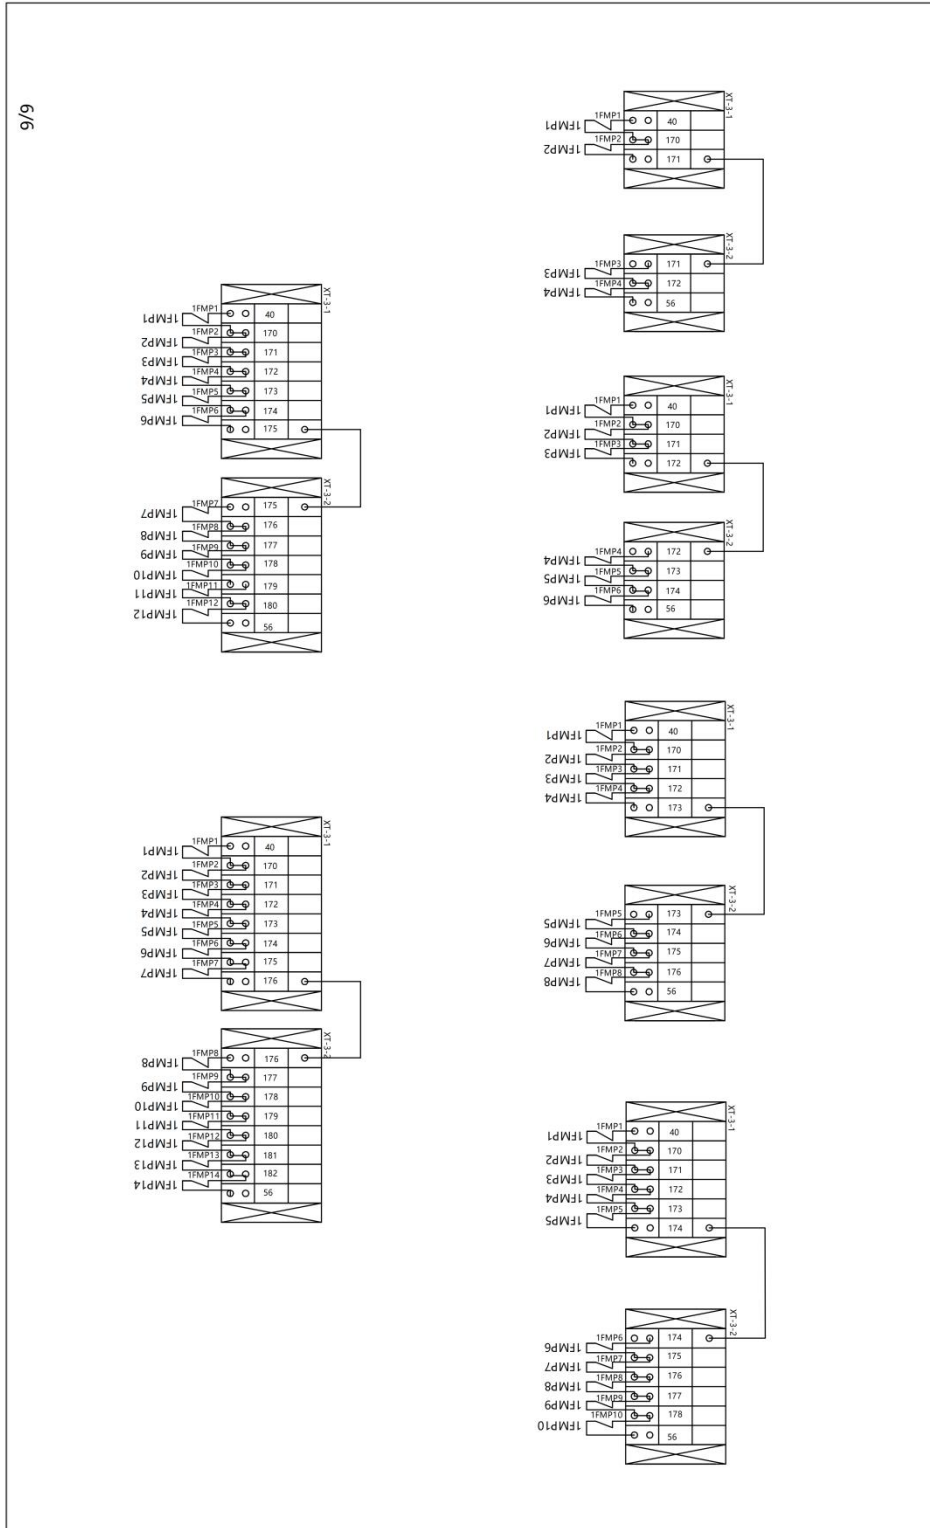 6/6
XT-3-1
1FMP1 1FMP1 40
1FMP2 1FMP2 170
171
XT-3-2
1FMP3 1FMP3 171
1FMP4 1FMP4 172
56
XT-3-1
1FMP1 1FMP1 40
1FMP2 1FMP2 170
1FMP3 1FMP3 171
1FMP4 1FMP4 172
1FMP5 1FMP5 173
1FMP6 1FMP6 174
175
XT-3-2
1FMP7 1FMP7 175
1FMP8 1FMP8 176
1FMP9 1FMP9 177
1FMP10 1FMP10 178
1FMP11 1FMP11 179
1FMP12 1FMP12 180
56
XT-3-1
1FMP1 1FMP1 40
1FMP2 1FMP2 170
1FMP3 1FMP3 171
172
XT-3-2
1FMP4 1FMP4 172
1FMP5 1FMP5 173
1FMP6 1FMP6 174
56
XT-3-1
1FMP1 1FMP1 40
1FMP2 1FMP2 170
1FMP3 1FMP3 171
1FMP4 1FMP4 172
173
XT-3-2
1FMP5 1FMP5 173
1FMP6 1FMP6 174
1FMP7 1FMP7 175
1FMP8 1FMP8 176
56
XT-3-1
1FMP1 1FMP1 40
1FMP2 1FMP2 170
1FMP3 1FMP3 171
1FMP4 1FMP4 172
1FMP5 1FMP5 173
1FMP6 1FMP6 174
1FMP7 1FMP7 175
176
XT-3-2
1FMP8 1FMP8 176
1FMP9 1FMP9 177
1FMP10 1FMP10 178
1FMP11 1FMP11 179
1FMP12 1FMP12 180
1FMP13 1FMP13 181
1FMP14 1FMP14 182
56
XT-3-1
1FMP1 1FMP1 40
1FMP2 1FMP2 170
1FMP3 1FMP3 171
1FMP4 1FMP4 172
1FMP5 1FMP5 173
174
XT-3-2
1FMP6 1FMP6 174
1FMP7 1FMP7 175
1FMP8 1FMP8 176
1FMP9 1FMP9 177
1FMP10 1FMP10 178
56